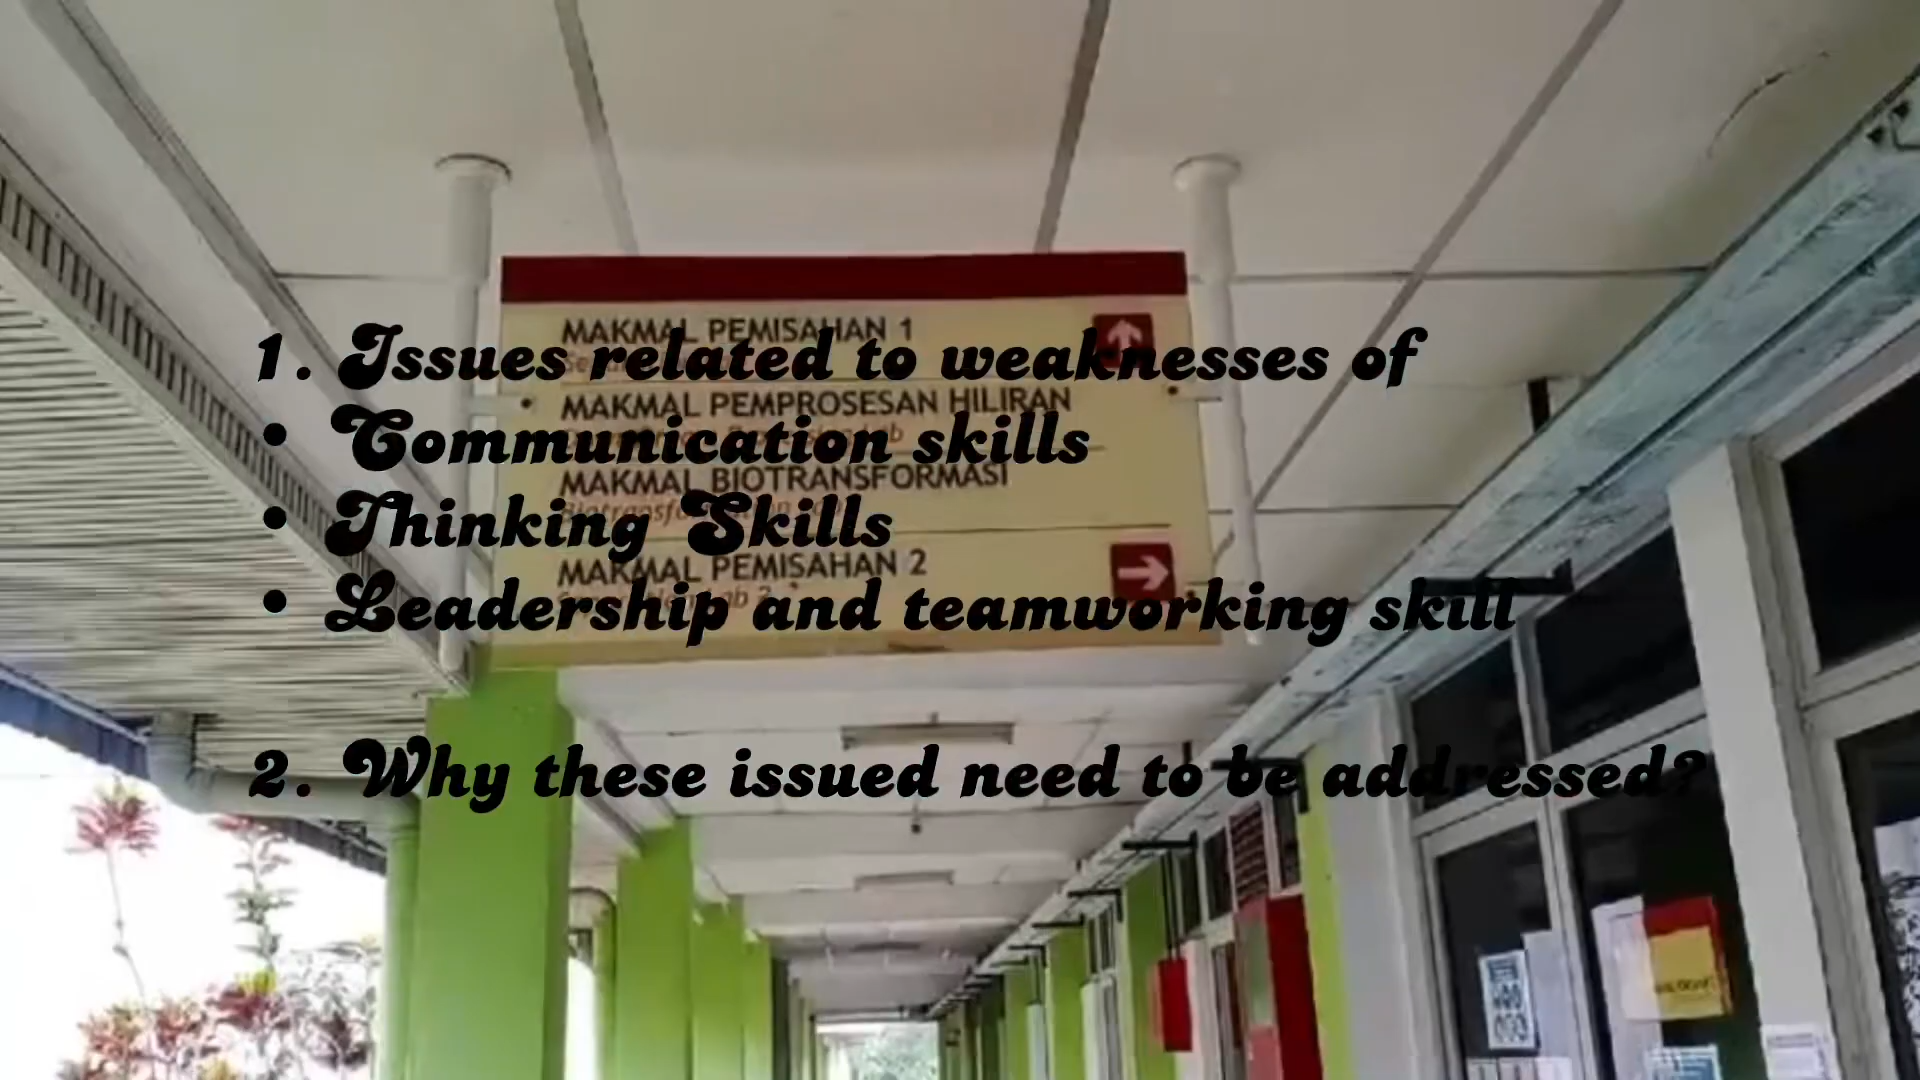 MAKMAL PEMISAHAN 1
1. Issues related to weaknesses of
MAKMAL PEMPROSESAN HILIRAN
• Communication skills
MAKMAL BIOTRANSFORMASI
• Thinking Skills
MAKMAL PEMISAHAN 2
• Leadership and teamworking skill
2. Why these issued need to be addressed?